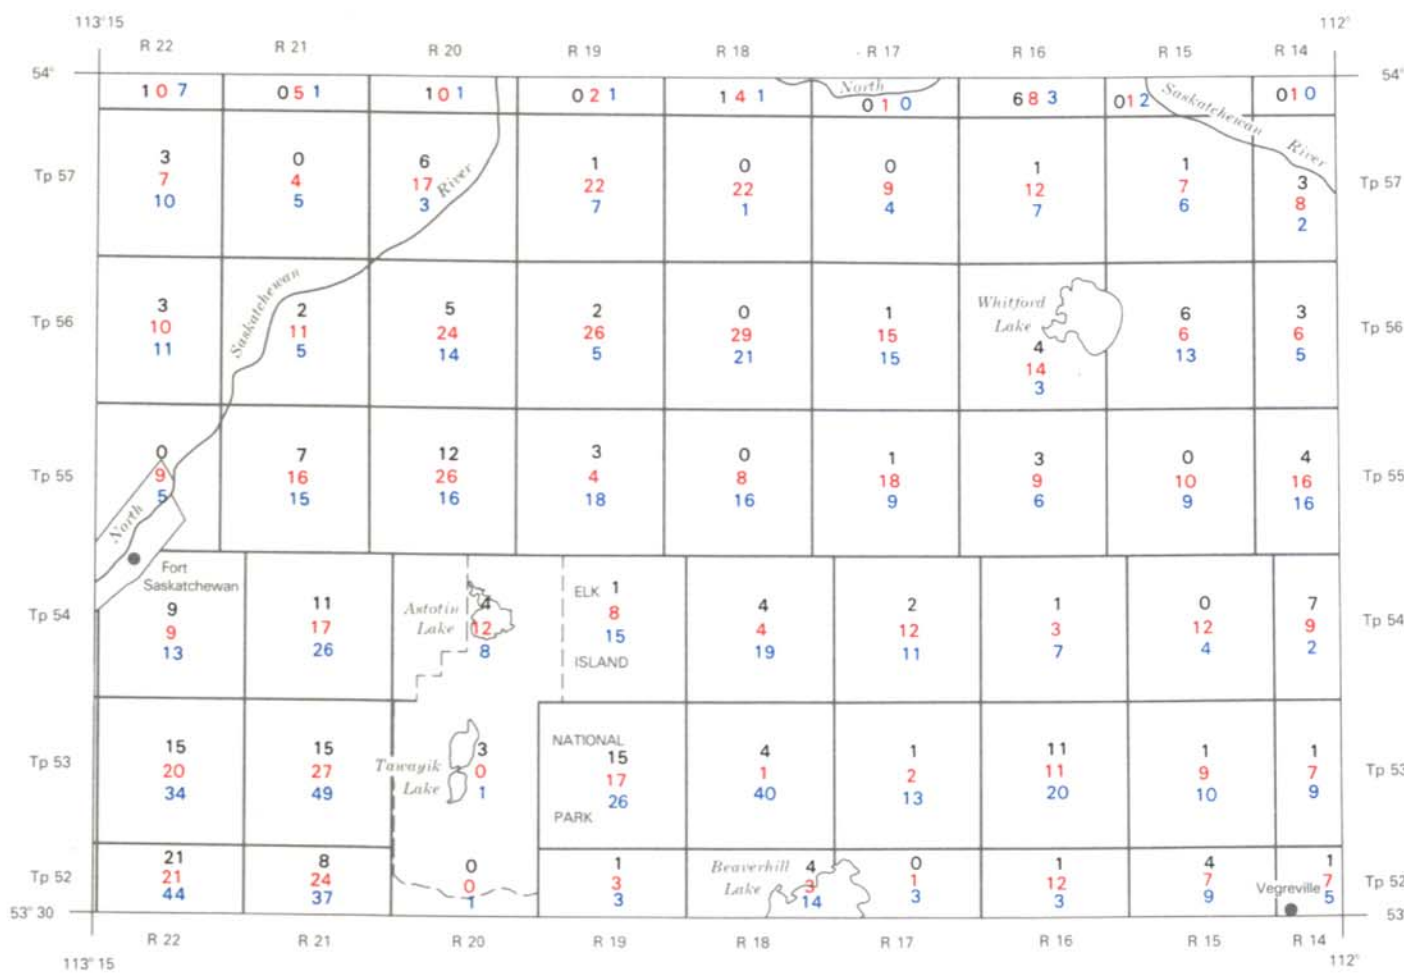 113° 15 112°
R 22 R 21 R 20 R 19 R 18 R 17 R 16 R 15 R 14
54° 54°
1 0 7 0 5 1 1 0 1 0 2 1 1 4 1 North 0 1 0 6 8 3 0 1 2 Saskatchewan River 0 1 0
3 0 6 1 0 0 1 1 3
Tp 57 7 4 17 River 22 22 9 12 7 8 Tp 57
10 5 3 7 1 4 7 6 2
3 2 5 2 0 1 Whitford 6 3
Tp 56 10 Saskatchewan 11 24 26 29 15 Lake 6 6 Tp 56
11 5 14 5 21 15 4 13 5
14
3
0 7 12 3 0 1 3 0 4
Tp 55 9 16 26 4 8 18 9 10 16 Tp 55
5 15 16 18 16 9 6 9 16
North
Fort
Saskatchewan ELK
9 11 Astotin 4 1 4 2 1 0 7
Tp 54 9 17 Lake 12 8 4 12 3 12 9 Tp 54
13 26 8 15 19 11 7 4 2
ISLAND
NATIONAL
15 15 3 15 4 1 11 1 1
Tp 53 20 27 Tawayik 0 17 1 2 11 9 7 Tp 53
34 49 Lake 1 26 40 13 20 10 9
PARK
21 8 0 1 Beaverhill 4 0 1 4 1
Tp 52 21 24 0 3 Lake 3 1 12 7 Vegreville 7 Tp 52
44 37 1 3 14 3 3 9 5
53° 30 53°
R 22 R 21 R 20 R 19 R 18 R 17 R 16 R 15 R 14
113° 15 112°